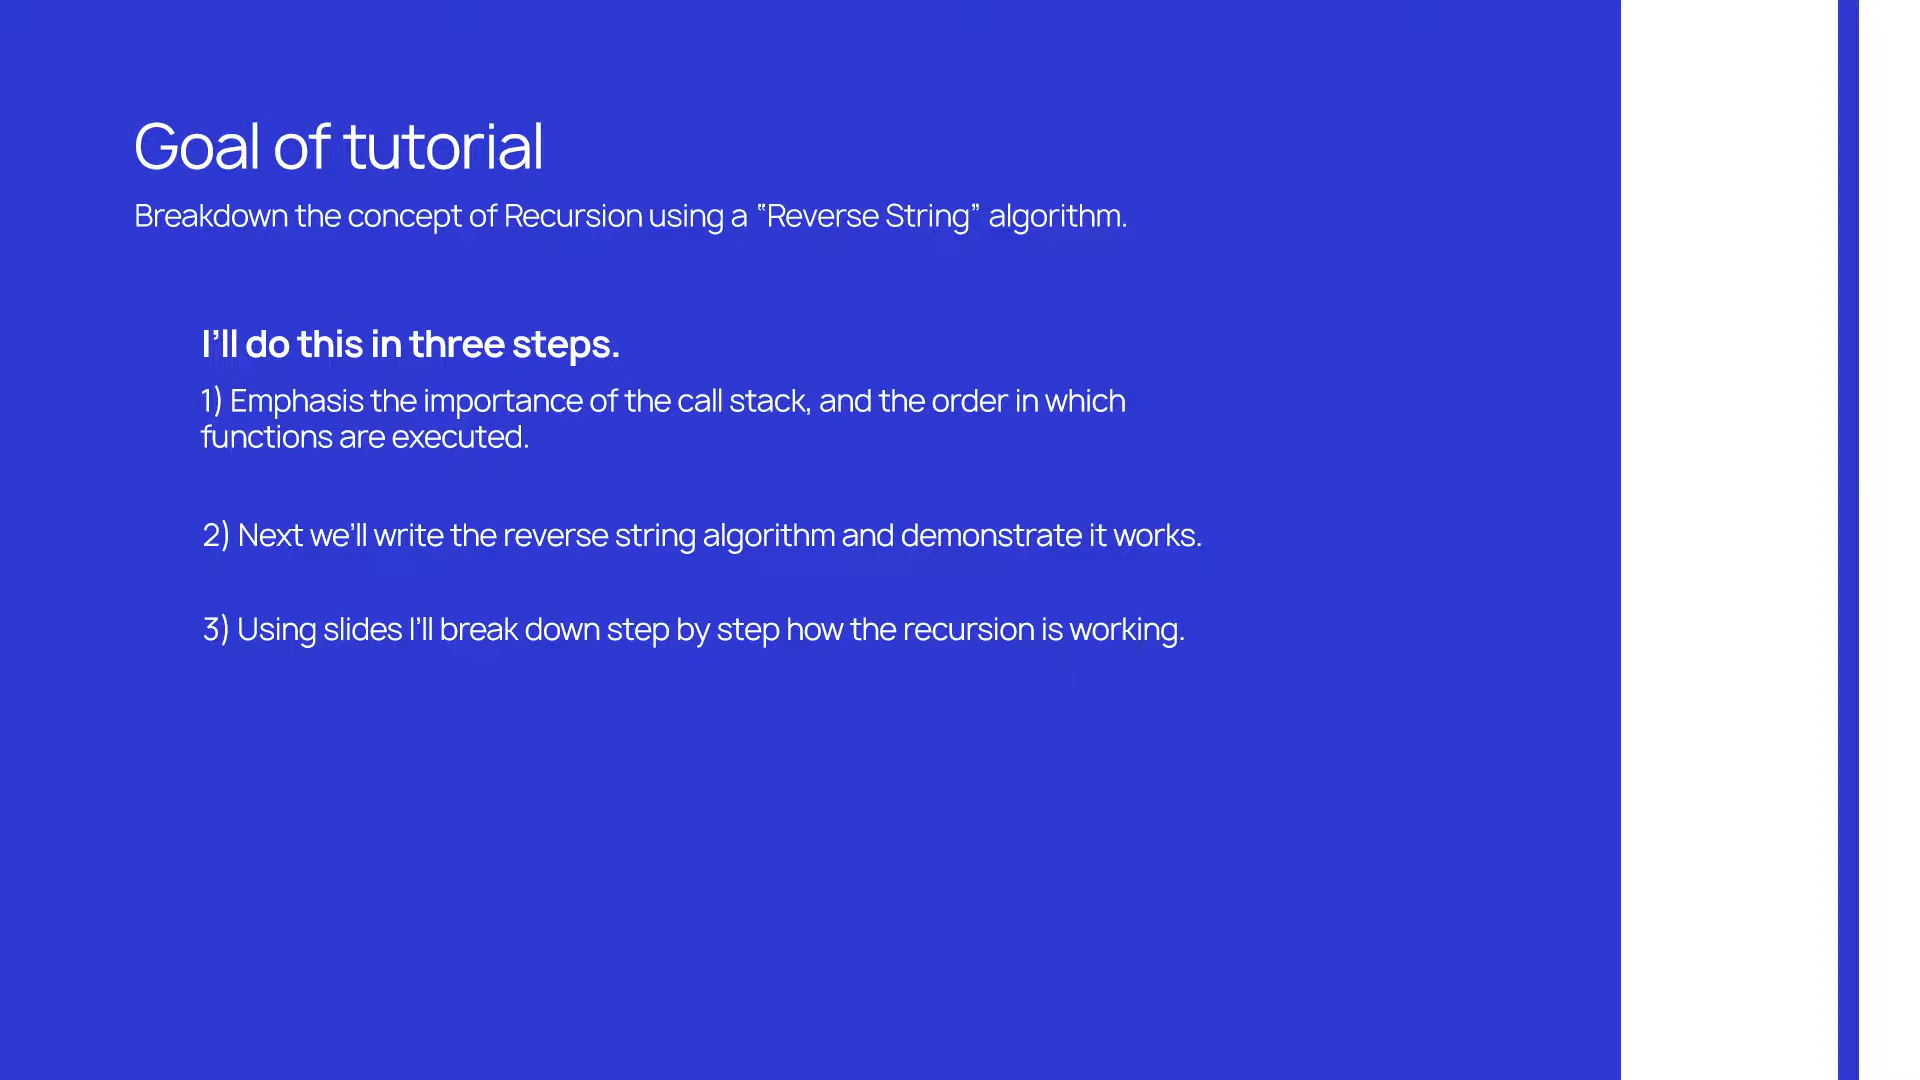 Goal of tutorial
Breakdown the concept of Recursion using a “Reverse String” algorithm.
I’ll do this in three steps.
1) Emphasis the importance of the call stack, and the order in which
functions are executed.
2) Next we’ll write the reverse string algorithm and demonstrate it works.
3) Using slides I’ll break down step by step how the recursion is working.